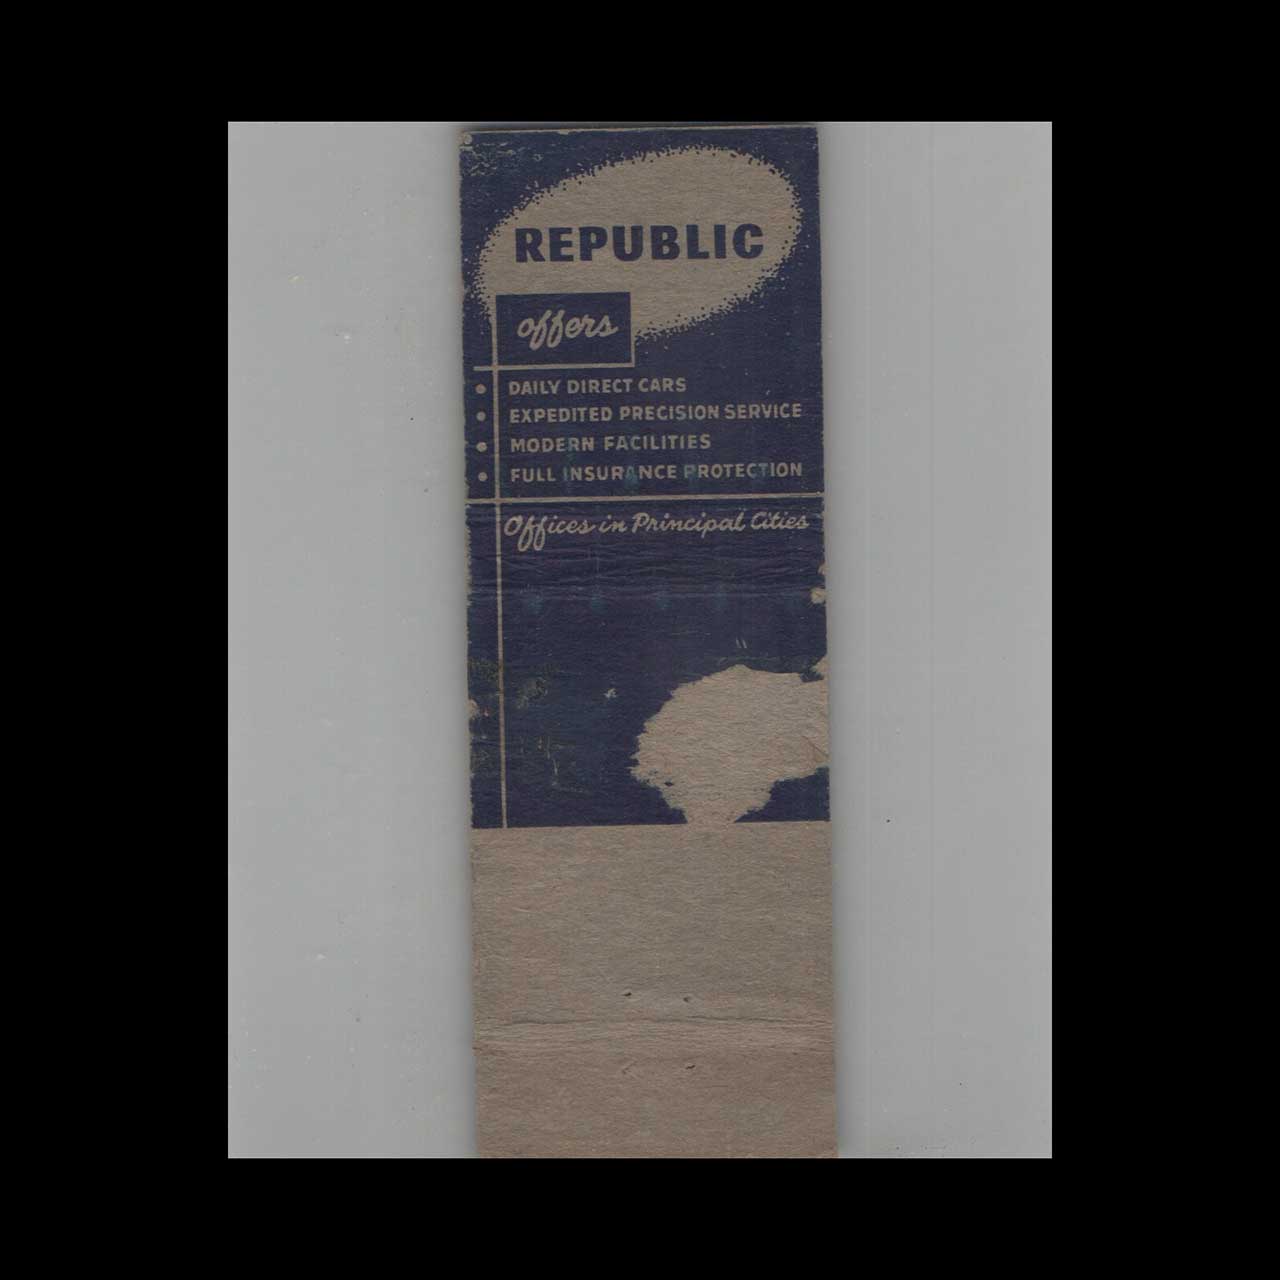 REPUBLIC
offers
• DAILY DIRECT CARS
• EXPEDITED PRECISION SERVICE
• MODERN FACILITIES
• FULL INSURANCE PROTECTION
Offices in Principal Cities